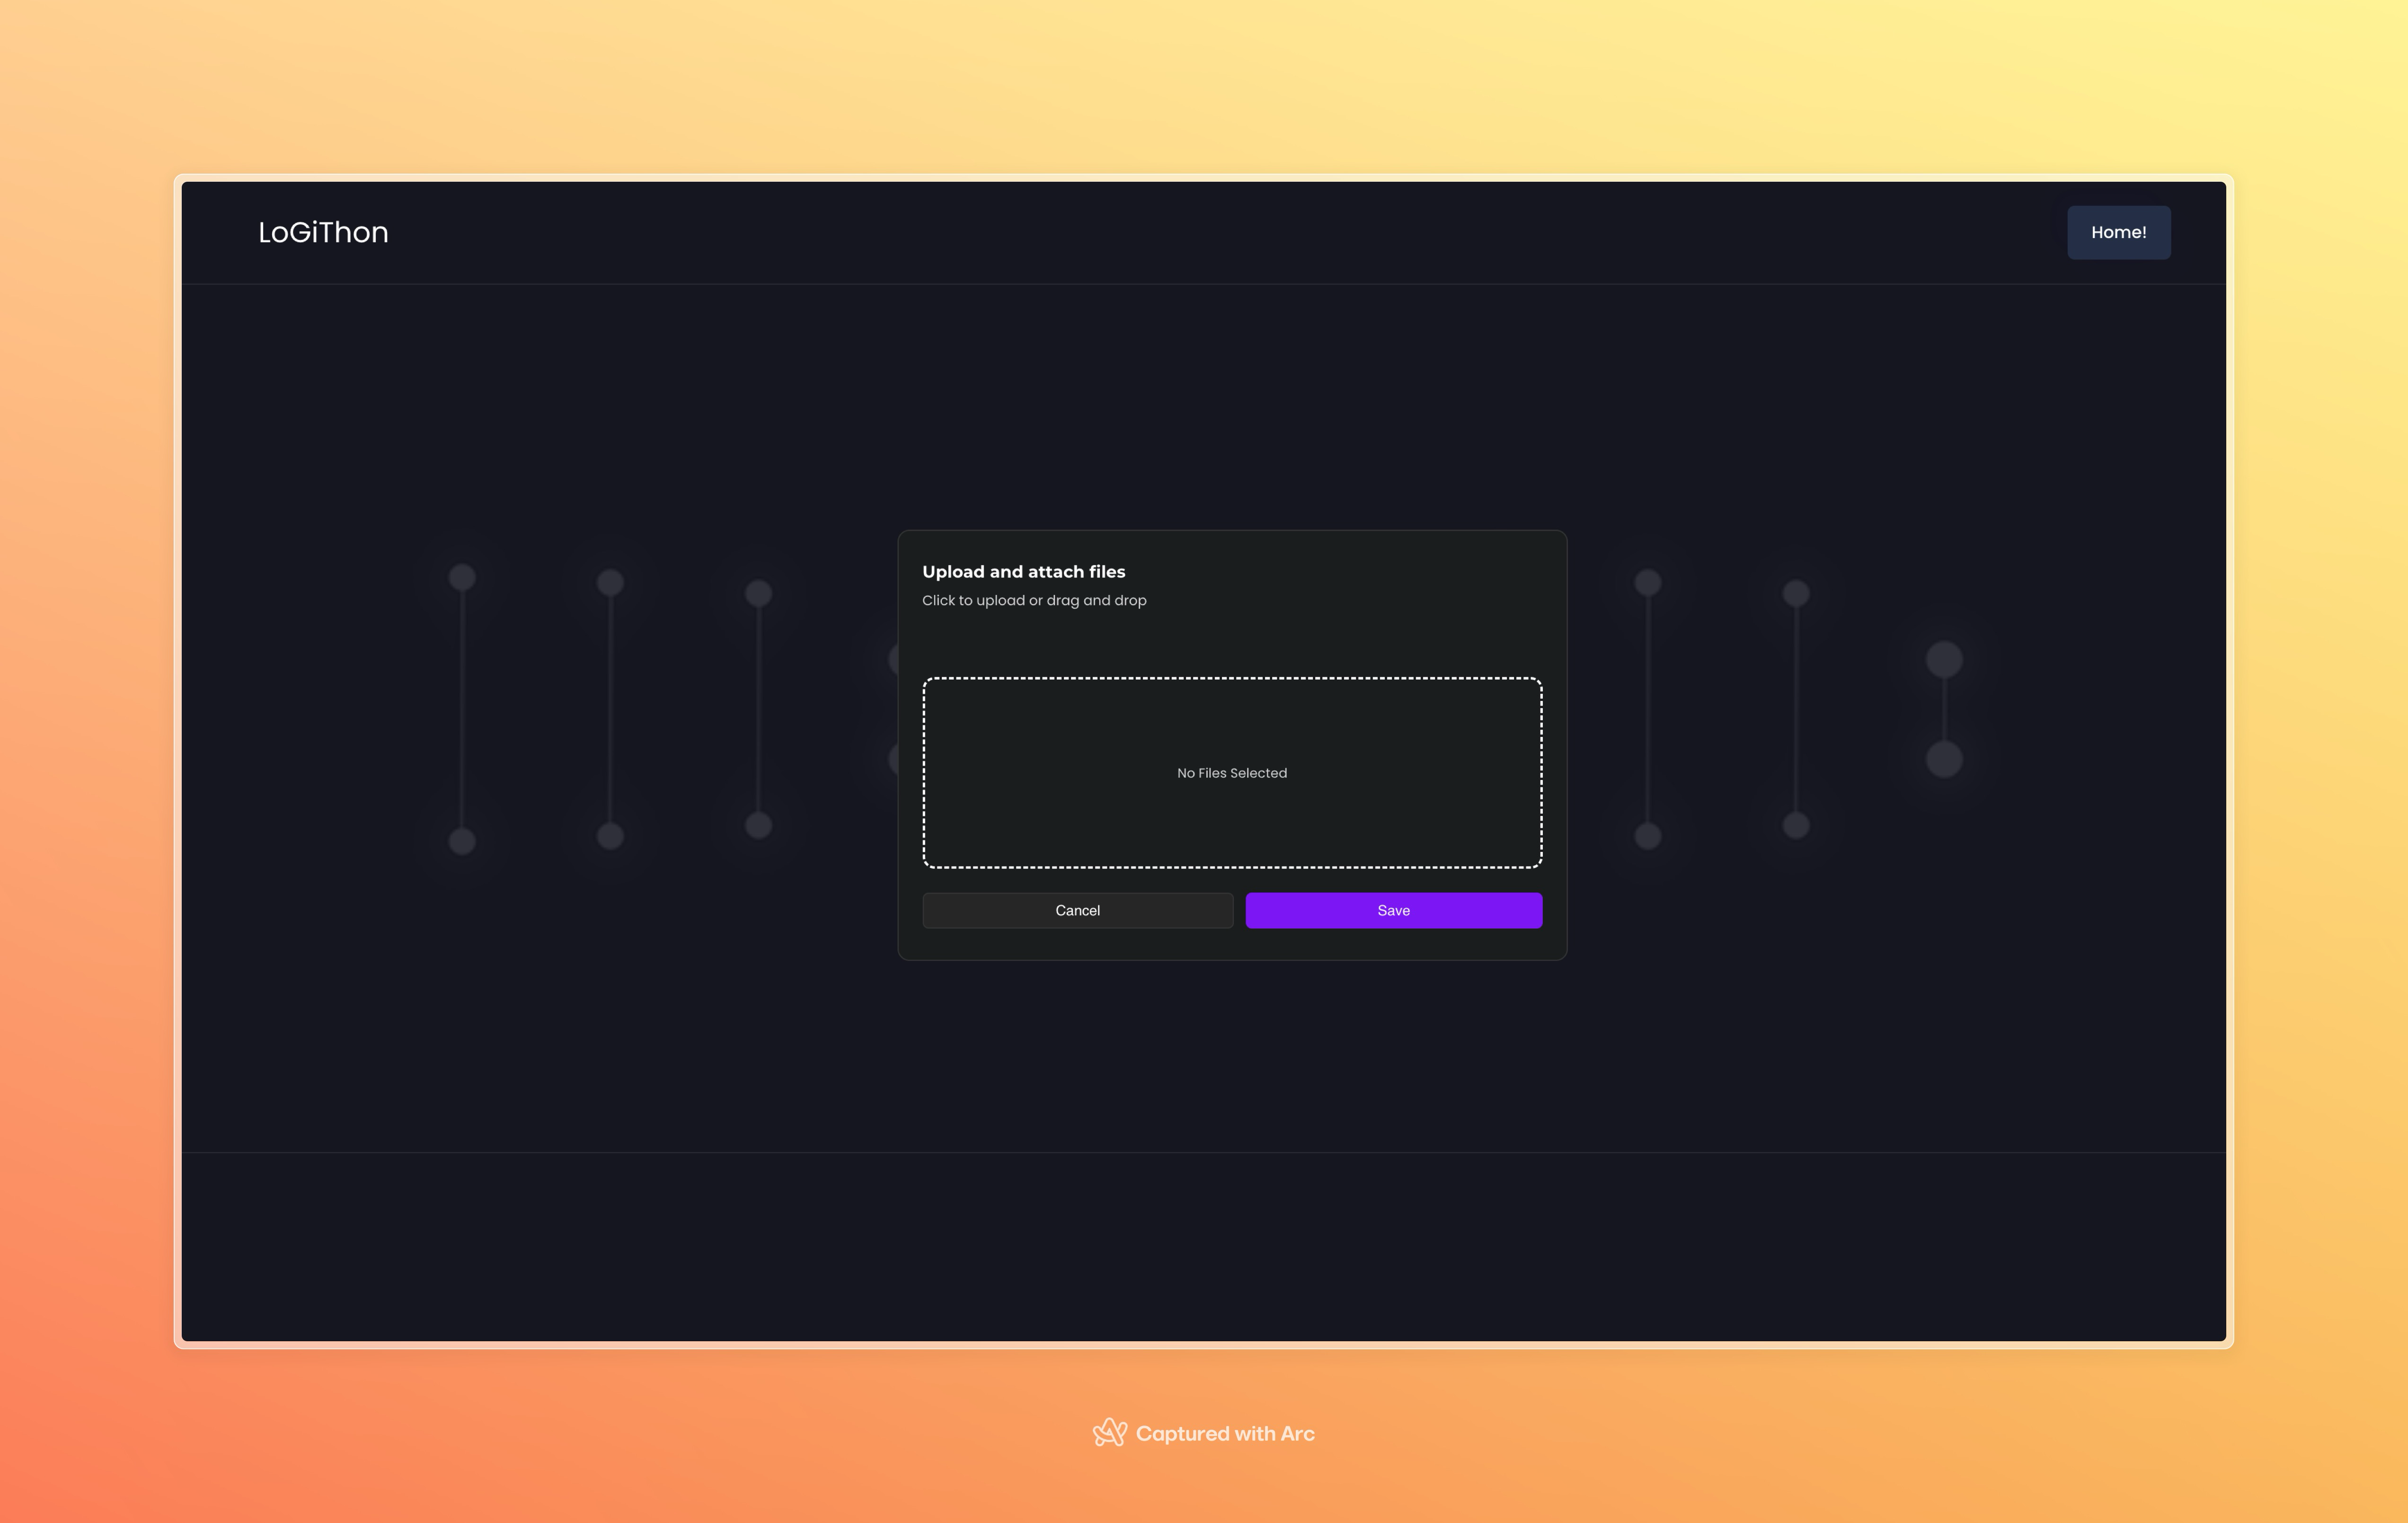 LoGiThon
Home!
Upload and attach files
Click to upload or drag and drop
No Files Selected
Cancel
Save
Captured with Arc